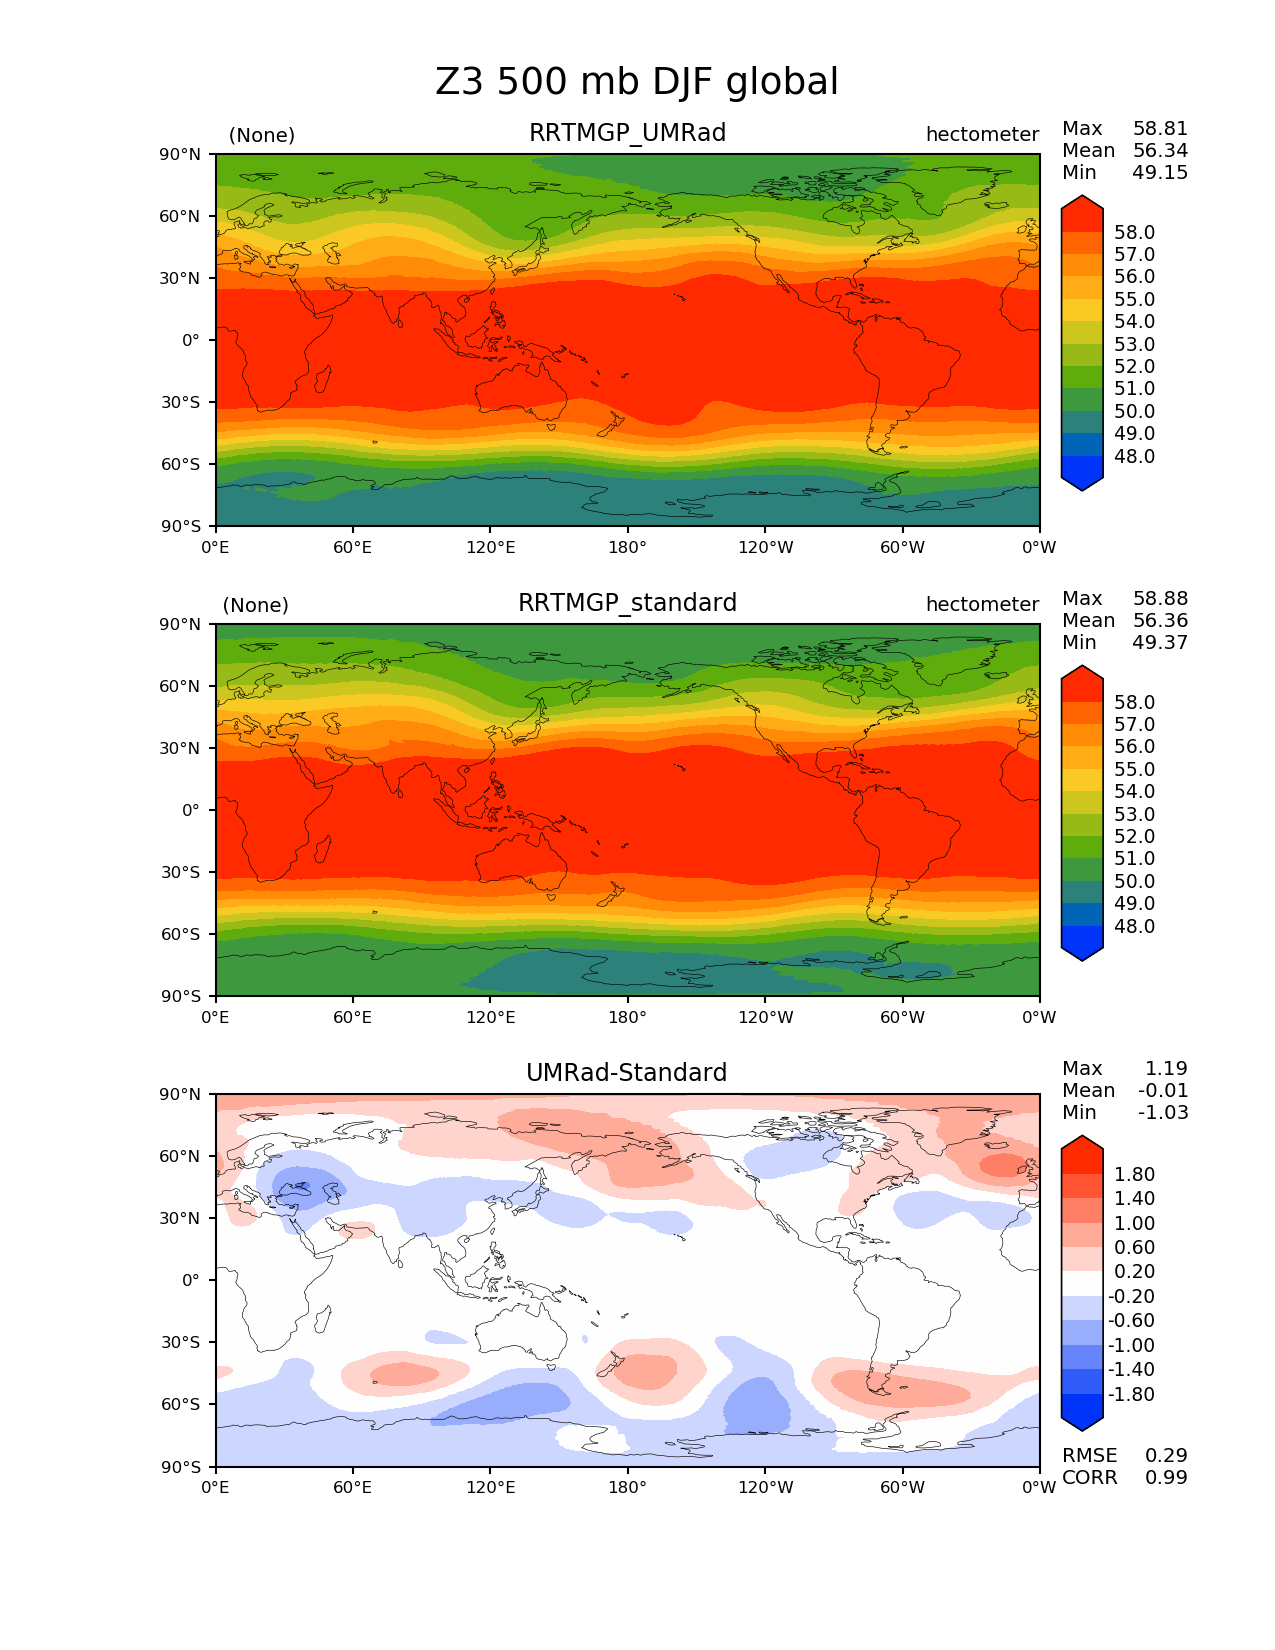 Z3 500 mb DJF global
(None) RRTMGP_UMRad hectometer
Max 58.81
Mean 56.34
Min 49.15
90°N
60°N
30°N
0°
30°S
60°S
90°S
0°E 60°E 120°E 180° 120°W 60°W 0°W
58.0
57.0
56.0
55.0
54.0
53.0
52.0
51.0
50.0
49.0
48.0
(None) RRTMGP_standard hectometer
Max 58.88
Mean 56.36
Min 49.37
90°N
60°N
30°N
0°
30°S
60°S
90°S
0°E 60°E 120°E 180° 120°W 60°W 0°W
58.0
57.0
56.0
55.0
54.0
53.0
52.0
51.0
50.0
49.0
48.0
UMRad-Standard
Max 1.19
Mean -0.01
Min -1.03
90°N
60°N
30°N
0°
30°S
60°S
90°S
0°E 60°E 120°E 180° 120°W 60°W 0°W
1.80
1.40
1.00
0.60
0.20
-0.20
-0.60
-1.00
-1.40
-1.80
RMSE 0.29
CORR 0.99